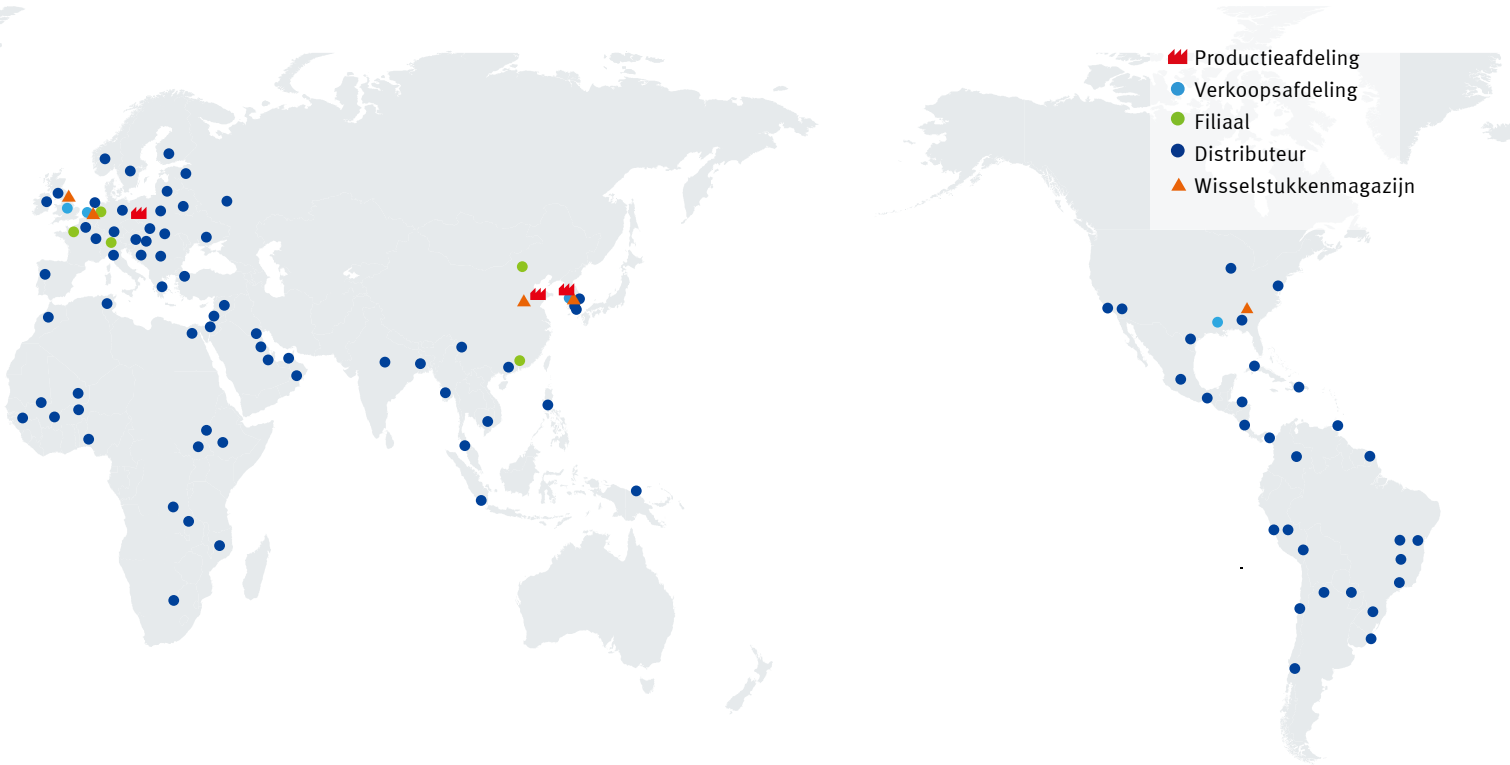 Productieafdeling
Verkoopsafdeling
Filiaal
Distributeur
Wisselstukkenmagazijn